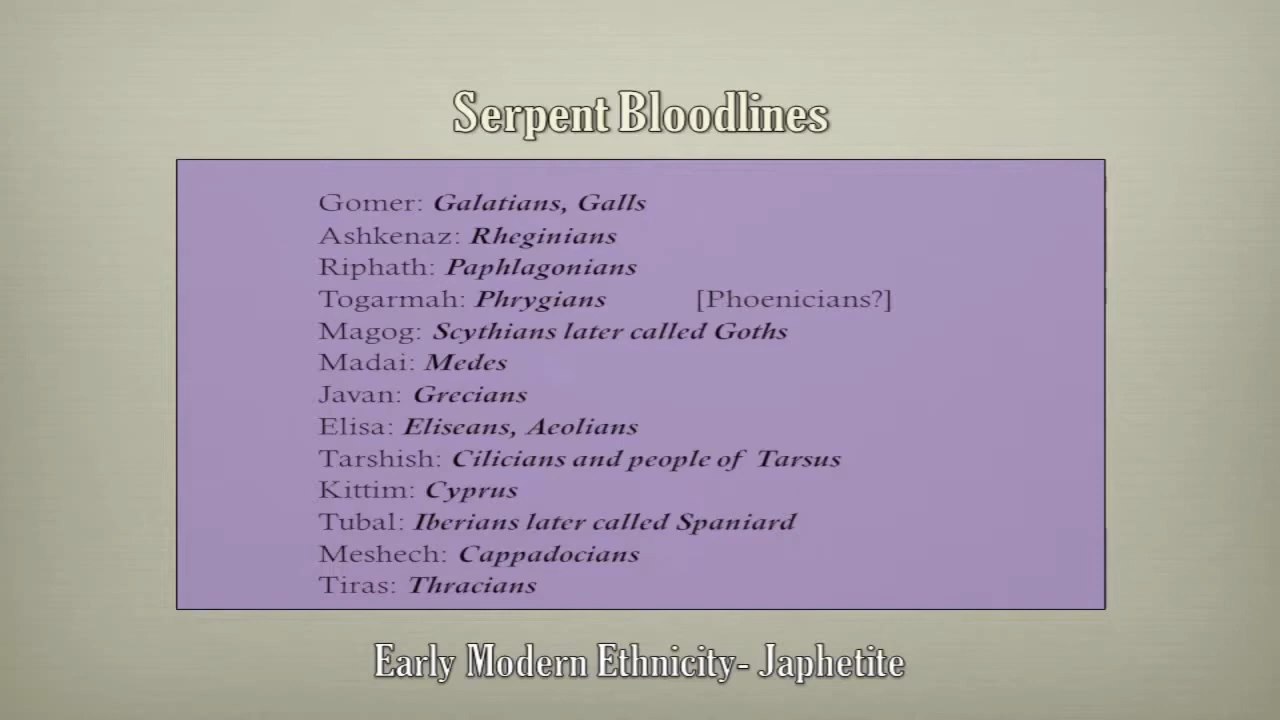 Serpent Bloodlines
Gomer: Galatians, Galls
Ashkenaz: Rheginians
Riphath: Paphlagonians
Togarmah: Phrygians [Phoenicians?]
Magog: Scythians later called Goths
Madai: Medes
Javan: Grecians
Elisa: Eliseans, Aeolians
Tarshish: Cilicians and people of Tarsus
Kittim: Cyprus
Tubal: Iberians later called Spaniard
Meshech: Cappadocians
Tiras: Thracians
Early Modern Ethnicity- Japhetite